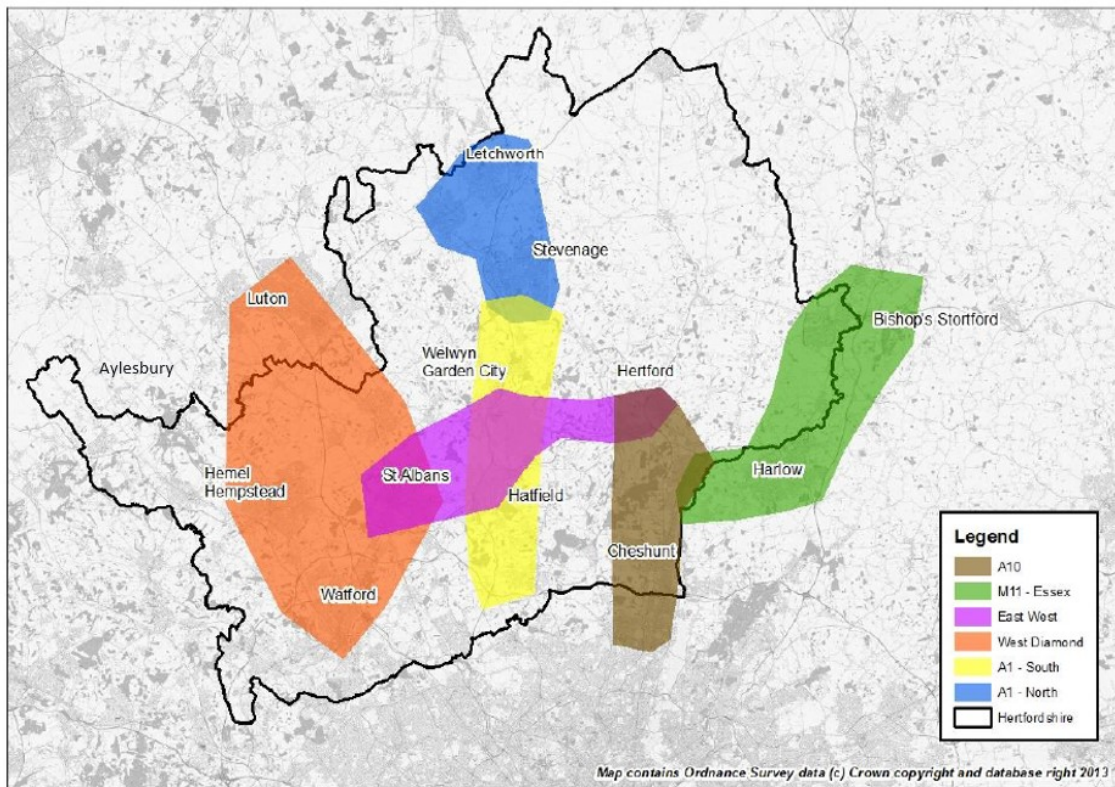 Letchworth
Stevenage
Luton
Bishop's Stortford
Welwyn
Garden City
Aylesbury
Hertford
Hemel
Hempstead
St Albans
Hatfield
Harlow
Cheshunt
Watford
Legend
A10
M11 - Essex
East West
West Diamond
A1 - South
A1 - North
Hertfordshire
Map contains Ordnance Survey data (c) Crown copyright and database right 2013